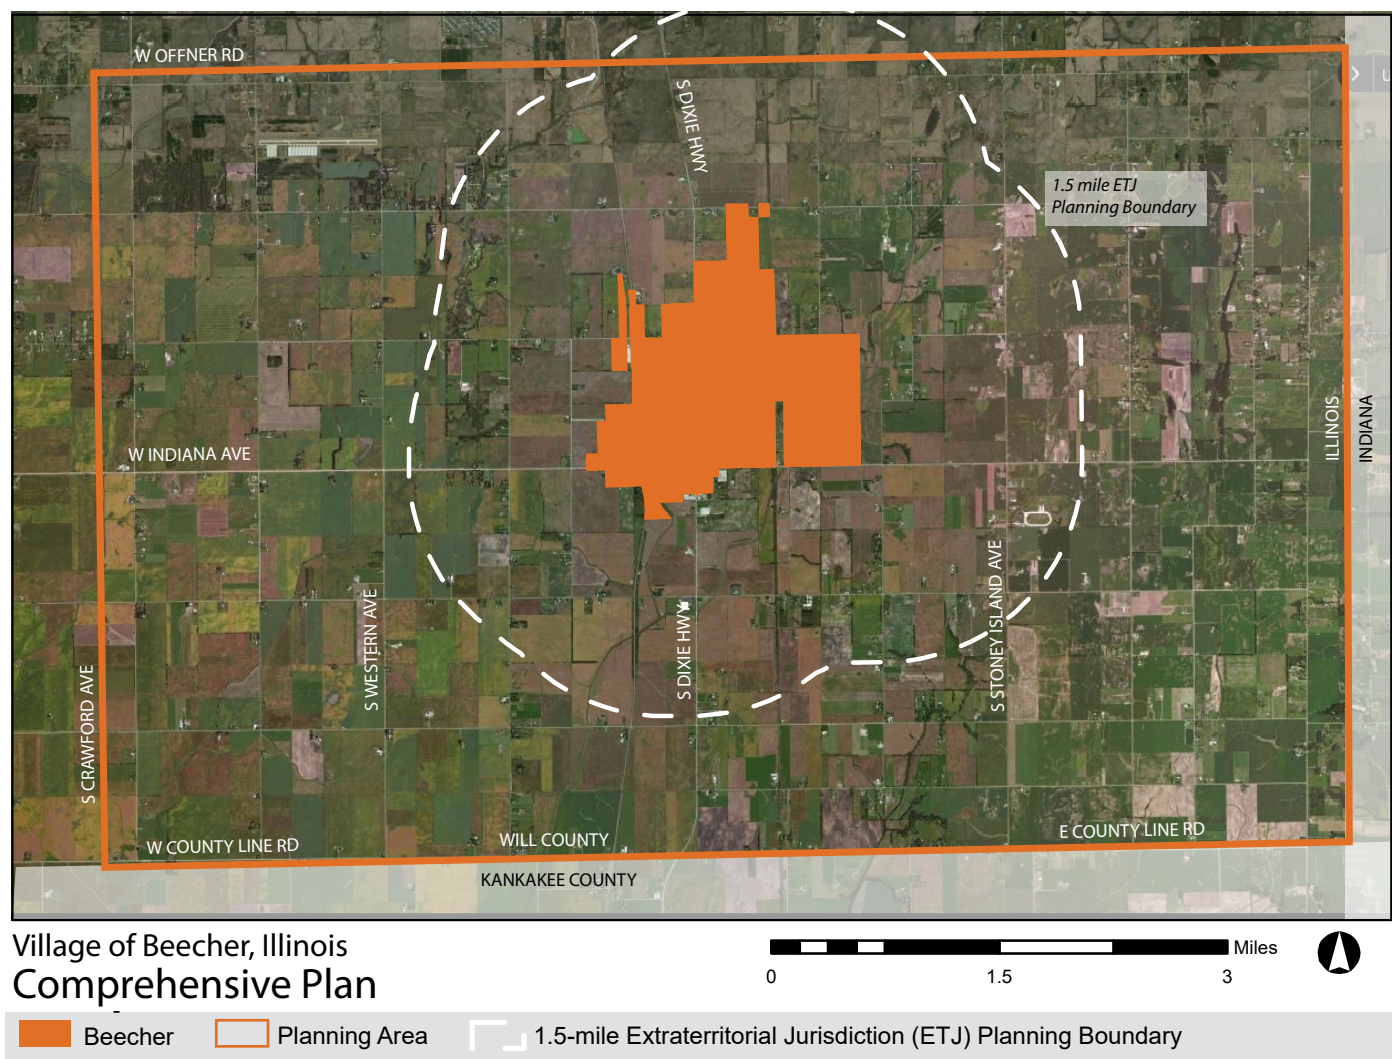 W OFFNER RD
S DIXIE HWY
1.5 mile ETJ
Planning Boundary
W INDIANA AVE
ILLINOIS
INDIANA
S STONEY ISLAND AVE
S WESTERN AVE
S DIXIE HWY
S CRAWFORD AVE
W COUNTY LINE RD
WILL COUNTY
E COUNTY LINE RD
KANKAKEE COUNTY
Village of Beecher, Illinois
Comprehensive Plan
Miles
0 1.5 3
Beecher
Planning Area
1.5-mile Extraterritorial Jurisdiction (ETJ) Planning Boundary